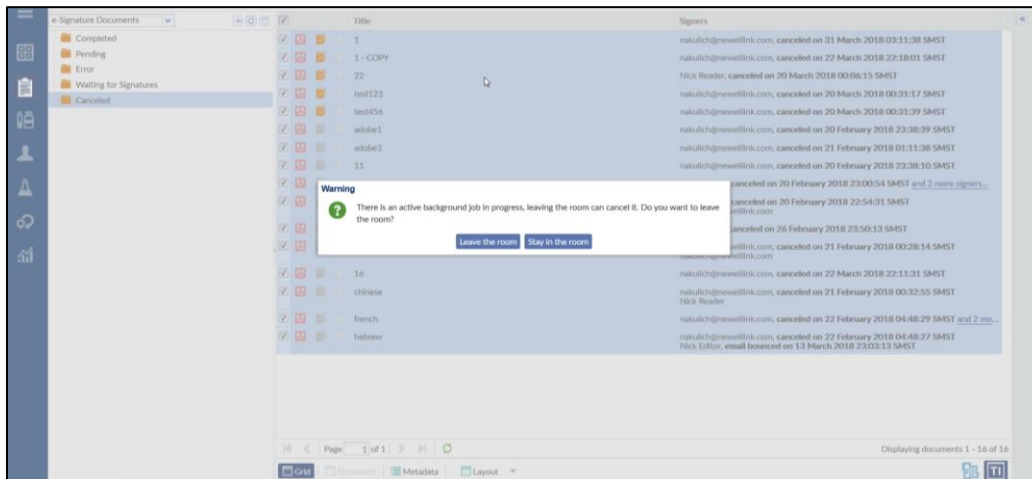 e-Signature Documents
Title
Signers
Completed
Pending
Error
Waiting for Signatures
Canceled
1
nakulich@newelllink.com, canceled on 31 March 2018 03:11:38 SMST
1 - COPY
nakulich@newelllink.com, canceled on 22 March 2018 22:18:01 SMST
22
Nick Reader, canceled on 20 March 2018 00:06:15 SMST
test123
nakulich@newelllink.com, canceled on 20 March 2018 00:31:17 SMST
test456
nakulich@newelllink.com, canceled on 20 March 2018 00:31:39 SMST
adobe1
nakulich@newelllink.com, canceled on 20 February 2018 23:38:39 SMST
adobe3
nakulich@newelllink.com, canceled on 21 February 2018 01:11:38 SMST
11
nakulich@newelllink.com, canceled on 20 February 2018 23:38:10 SMST
canceled on 20 February 2018 23:00:54 SMST and 2 more signers...
canceled on 20 February 2018 22:54:31 SMST
canceled on 26 February 2018 23:50:13 SMST
canceled on 21 February 2018 00:28:14 SMST
Warning
There is an active background job in progress, leaving the room can cancel it. Do you want to leave
the room?
Leave the room
Stay in the room
16
nakulich@newelllink.com, canceled on 22 March 2018 22:11:31 SMST
chinese
nakulich@newelllink.com, canceled on 21 February 2018 00:32:55 SMST
Nick Reader
french
nakulich@newelllink.com, canceled on 22 February 2018 04:48:29 SMST and 2 mo...
hebrew
nakulich@newelllink.com, canceled on 22 February 2018 04:48:27 SMST
Nick Editor, email bounced on 13 March 2018 23:03:13 SMST
Page 1 of 1
Displaying documents 1 - 16 of 16
Grid
Document
Metadata
Layout
TI